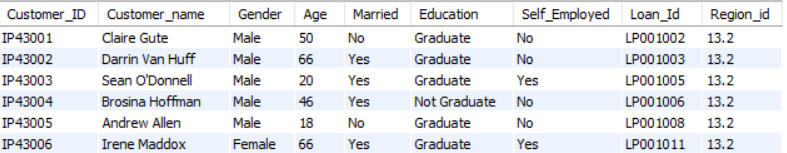 Customer_ID Customer_name Gender Age Married Education Self_Employed Loan_Id Region_id
IP43001 Claire Gute Male 50 No Graduate No LP001002 13.2
IP43002 Darrin Van Huff Male 66 Yes Graduate No LP001003 13.2
IP43003 Sean O'Donnell Male 20 Yes Graduate Yes LP001005 13.2
IP43004 Brosina Hoffman Male 46 Yes Not Graduate No LP001006 13.2
IP43005 Andrew Allen Male 18 No Graduate No LP001008 13.2
IP43006 Irene Maddox Female 66 Yes Graduate Yes LP001011 13.2